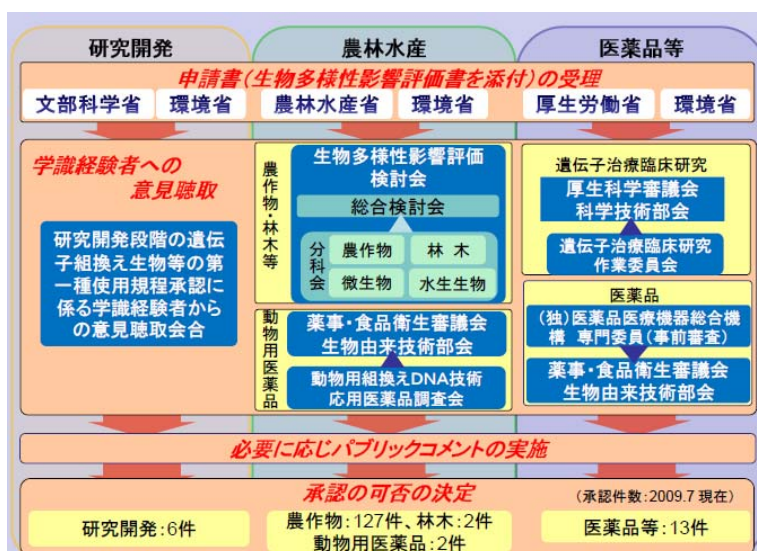 研究開発
農林水産
医薬品等
申請書(生物多様性影響評価書を添付)の受理
文部科学省 環境省 農林水産省 環境省 厚生労働省 環境省
学識経験者への
意見聴取
研究開発段階の遺伝
子組換え生物等の第
一種使用規程承認に
係る学識経験者から
の意見聴取会合
農作物・林木等
生物多様性影響評価
検討会
総合検討会
分科会
農作物 林木
微生物 水生生物
動物用医薬品
薬事・食品衛生審議会
生物由来技術部会
動物用組換えDNA技術
応用医薬品調査会
遺伝子治療臨床研究
厚生科学審議会
科学技術部会
遺伝子治療臨床研究
作業委員会
医薬品
(独)医薬品医療機器総合機
構 専門委員(事前審査)
薬事・食品衛生審議会
生物由来技術部会
必要に応じパブリックコメントの実施
承認の可否の決定
(承認件数:2009.7 現在)
研究開発:6件
農作物:127件、林木:2件
動物用医薬品:2件
医薬品等:13件